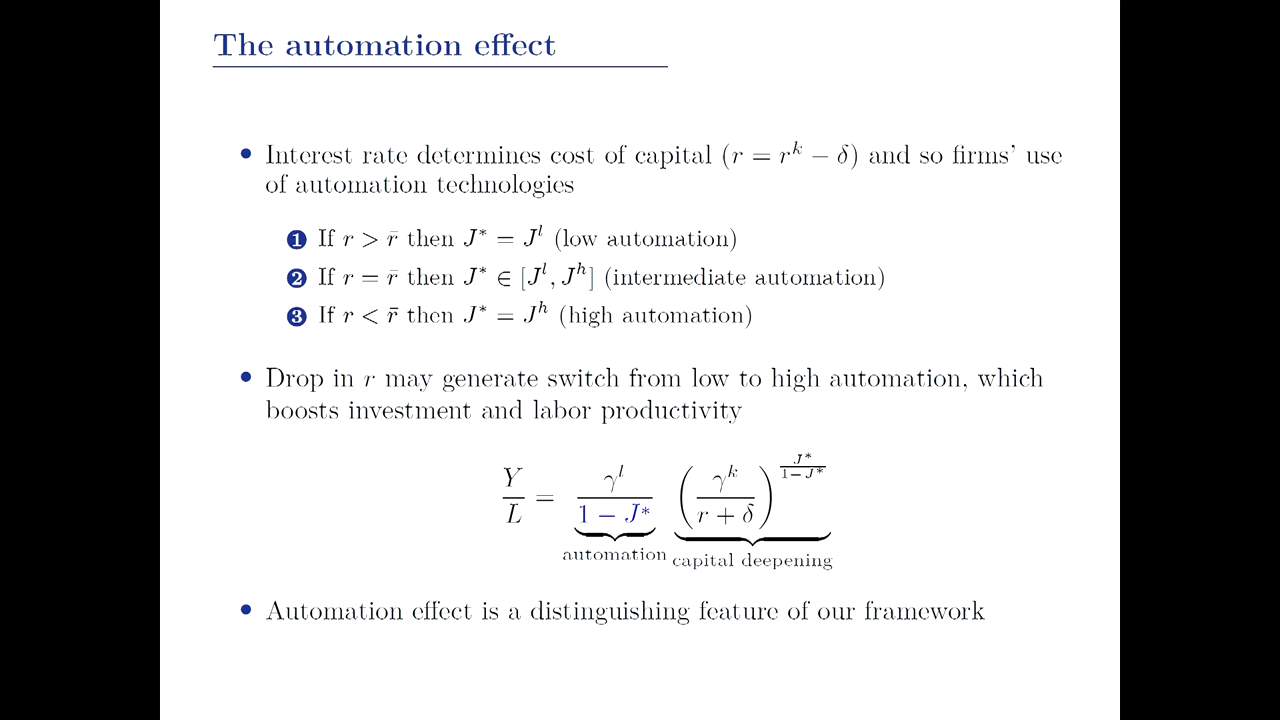 The automation effect
• Interest rate determines cost of capital (r = r^k − δ) and so firms' use
of automation technologies
1 If r > r̄ then J* = J^l (low automation)
2 If r = r̄ then J* ∈ [J^l, J^h] (intermediate automation)
3 If r < r̄ then J* = J^h (high automation)
• Drop in r may generate switch from low to high automation, which
boosts investment and labor productivity
Y/L = γ^l/(1 − J*) (γ^k/(r + δ))^(J*/(1−J*))
automation capital deepening
• Automation effect is a distinguishing feature of our framework